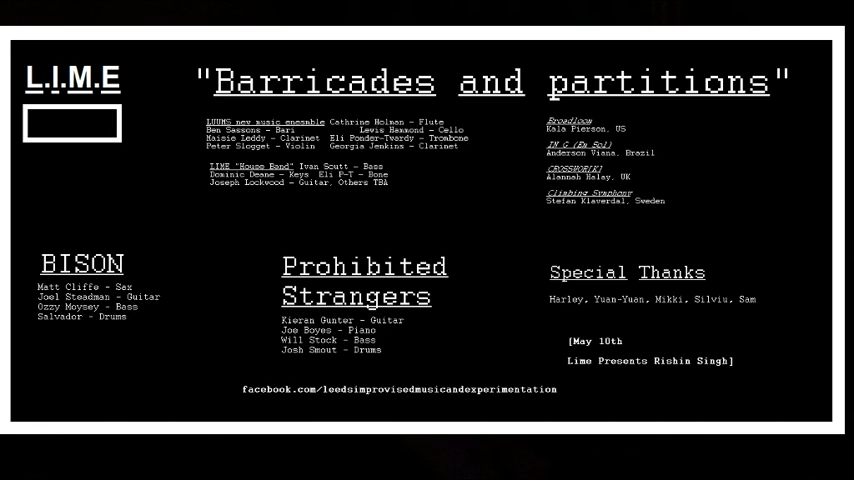 L.I.M.E
"Barricades and partitions"
LUUMS new music ensemble Cathrine Holman - Flute
Ben Sassons - Bari Lewis Hammond - Cello
Maisie Leddy - Clarinet Eli Ponder-Twardy - Trombone
Peter Slogget - Violin Georgia Jenkins - Clarinet
LIME "House Band" Ivan Scutt - Bass
Dominic Deane - Keys Eli P-T - Bone
Joseph Lockwood - Guitar, Others TBA
Broadloom
Kala Pierson, US
IN G (Em Sol)
Anderson Viana, Brazil
CROSSWOR[K]
Alannah Halay, UK
Climbing Symphony
Stefan Klaverdal, Sweden
BISON
Matt Cliffe - Sax
Joel Steadman - Guitar
Ozzy Moysey - Bass
Salvador - Drums
Prohibited
Strangers
Kieran Gunter - Guitar
Joe Boyes - Piano
Will Stock - Bass
Josh Smout - Drums
Special Thanks
Harley, Yuan-Yuan, Mikki, Silviu, Sam
[May 10th
Lime Presents Rishin Singh]
facebook.com/leedsimprovisedmusicandexperimentation